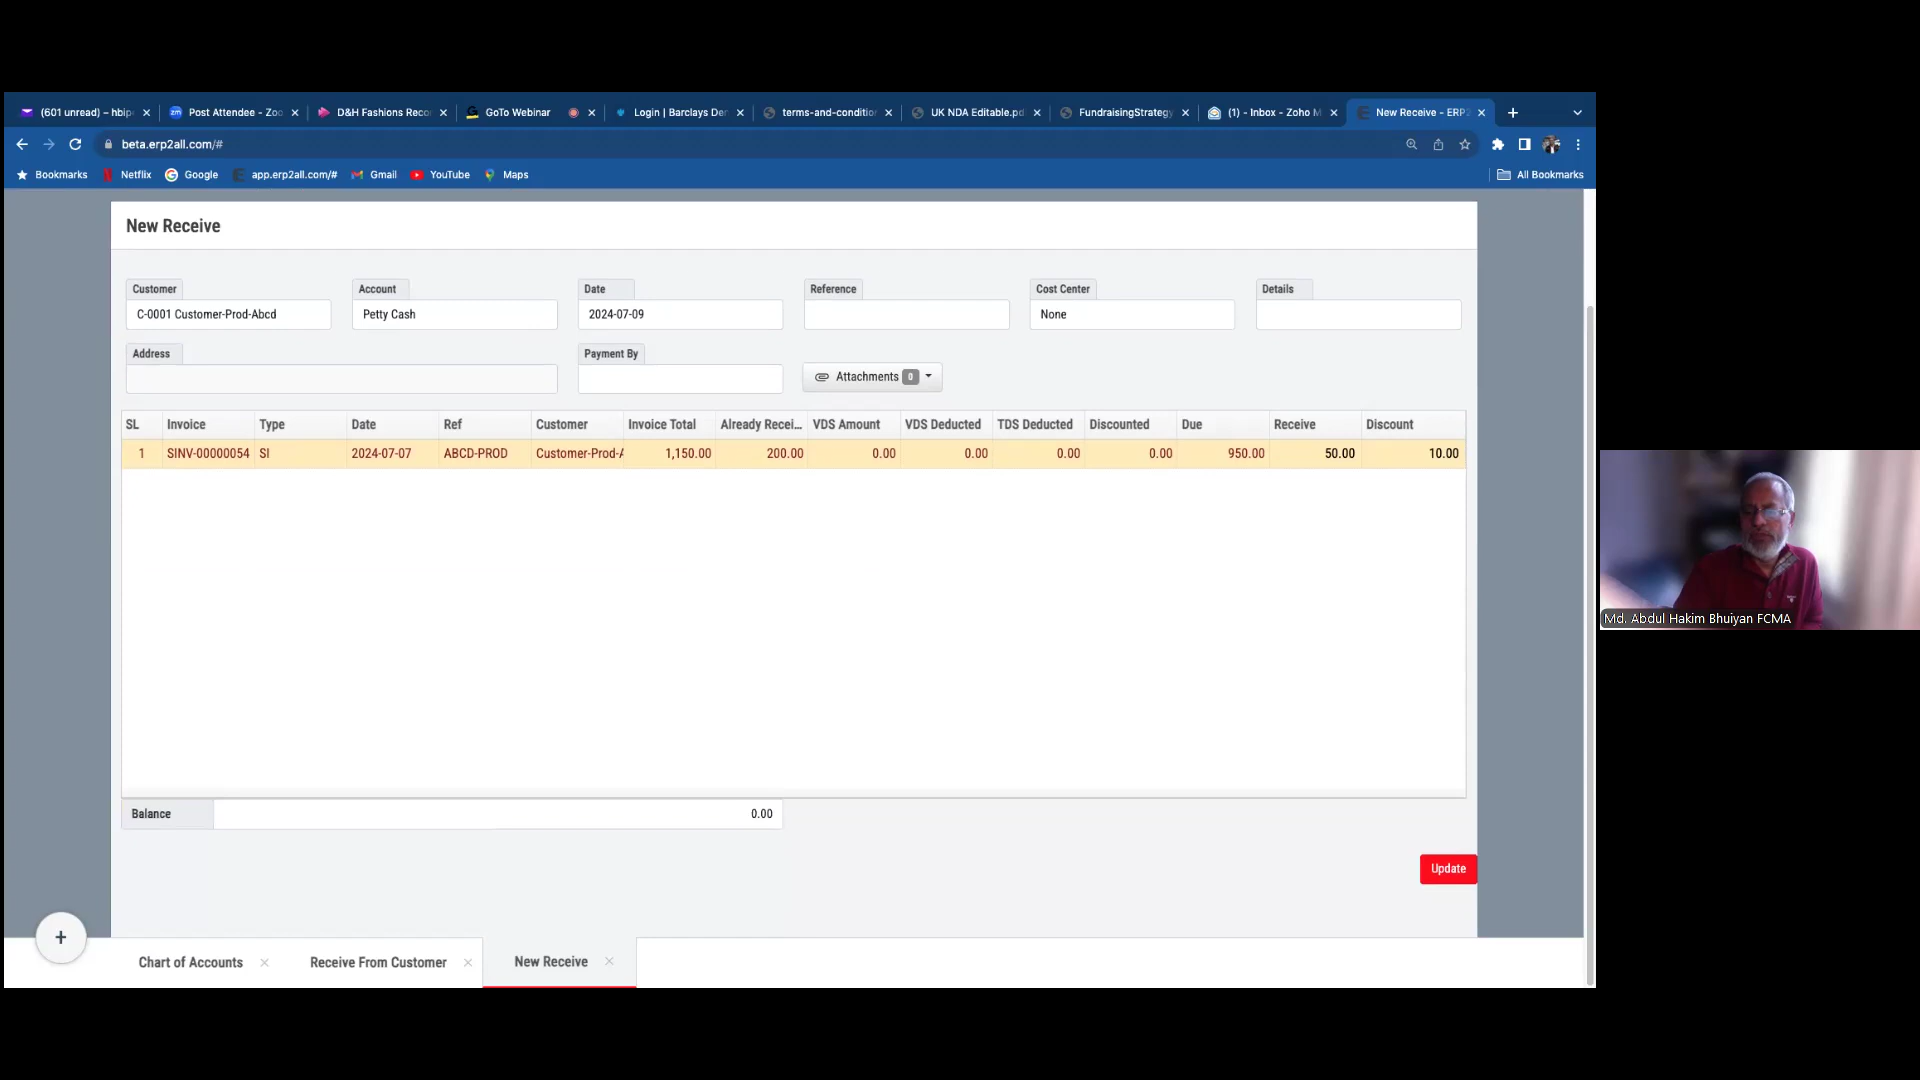 (601 unread) – hbip
Post Attendee - Zoo
D&H Fashions Reco
GoTo Webinar
Login | Barclays De
terms-and-conditio
UK NDA Editable.pd
FundraisingStrategy
(1) - Inbox - Zoho M
New Receive - ERP2
beta.erp2all.com/#
Bookmarks
Netflix
Google
app.erp2all.com/#
Gmail
YouTube
Maps
All Bookmarks
New Receive
Customer
Account
Date
Reference
Cost Center
Details
C-0001 Customer-Prod-Abcd
Petty Cash
2024-07-09
None
Address
Payment By
Attachments 0
SL Invoice Type Date Ref Customer Invoice Total Already Recei... VDS Amount VDS Deducted TDS Deducted Discounted Due Receive Discount
1 SINV-00000054 SI 2024-07-07 ABCD-PROD Customer-Prod-A 1,150.00 200.00 0.00 0.00 0.00 0.00 950.00 50.00 10.00
Md. Abdul Hakim Bhuiyan FCMA
Balance 0.00
Update
+
Chart of Accounts
Receive From Customer
New Receive